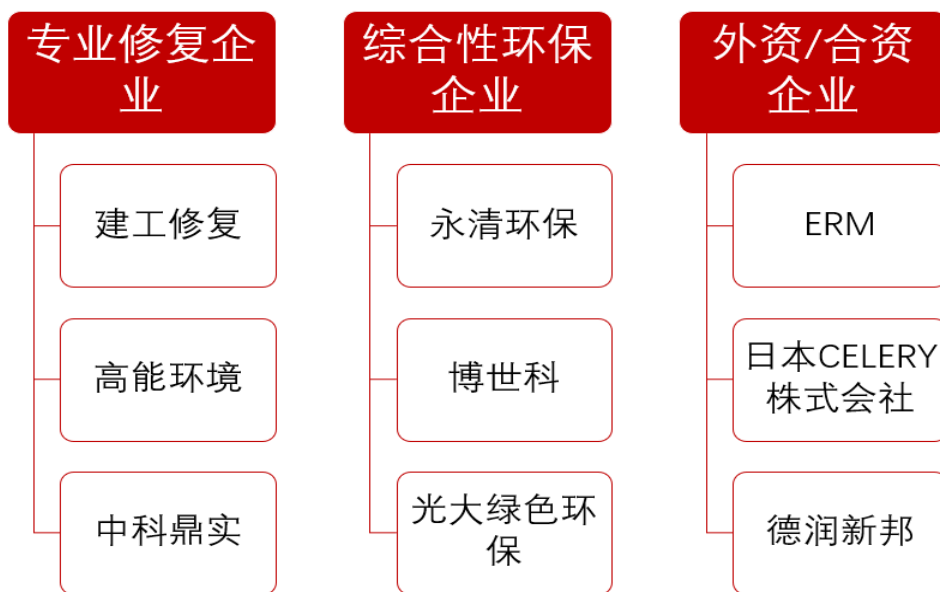 专业修复企
业
建工修复
高能环境
中科鼎实
综合性环保
企业
永清环保
博世科
光大绿色环
保
外资/合资
企业
ERM
日本CELERY
株式会社
德润新邦